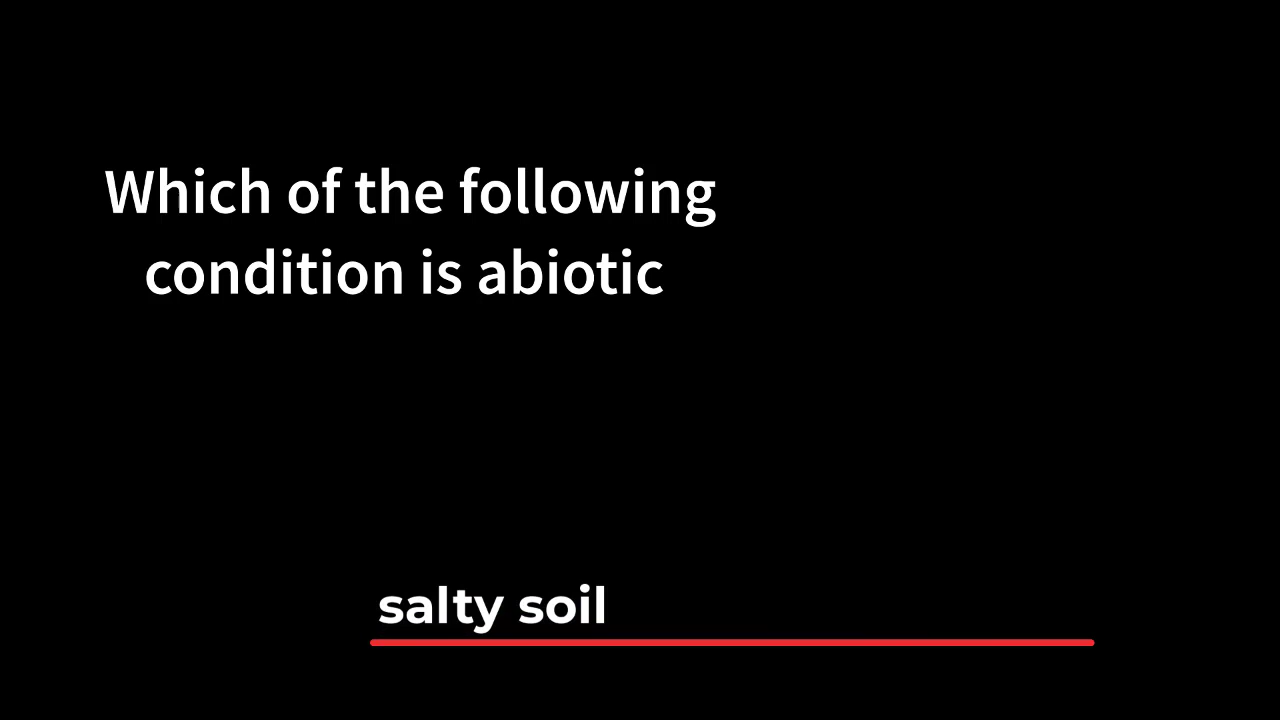 Which of the following
condition is abiotic
salty soil